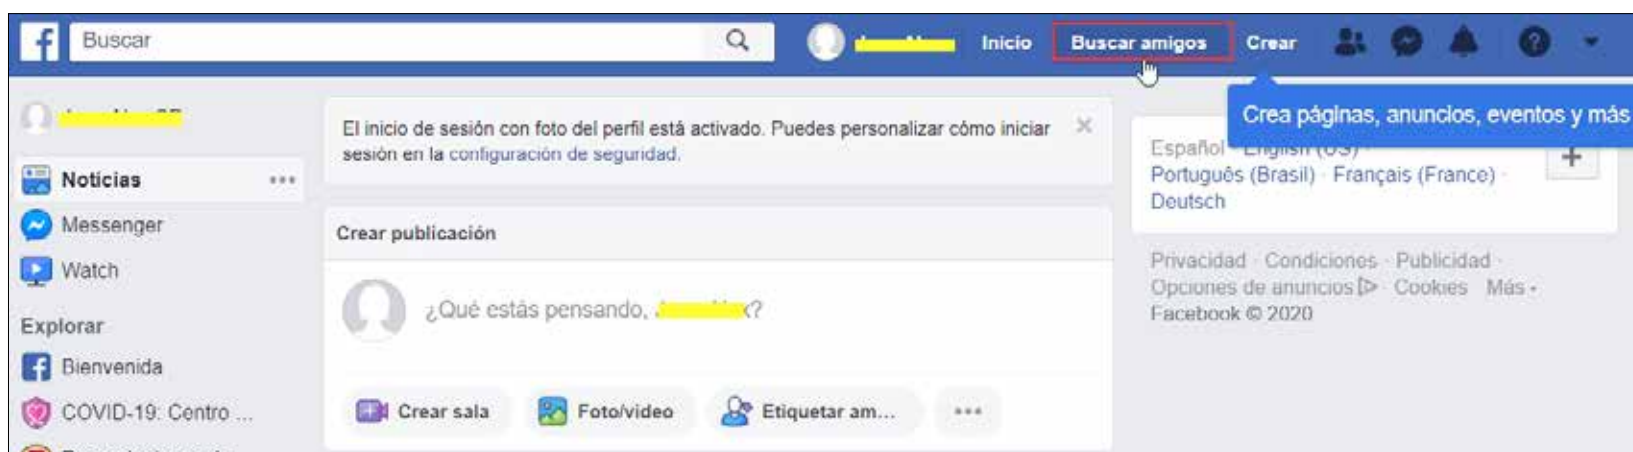 Buscar
Inicio
Buscar amigos
Crear
Crea páginas, anuncios, eventos y más
Noticias
Messenger
Watch
Explorar
Bienvenida
COVID-19: Centro ...
El inicio de sesión con foto del perfil está activado. Puedes personalizar cómo iniciar
sesión en la configuración de seguridad.
Crear publicación
¿Qué estás pensando, ?
Crear sala
Foto/video
Etiquetar am...
Español · English (US) ·
Português (Brasil) · Français (France) ·
Deutsch
Privacidad · Condiciones · Publicidad ·
Opciones de anuncios · Cookies · Más
Facebook © 2020